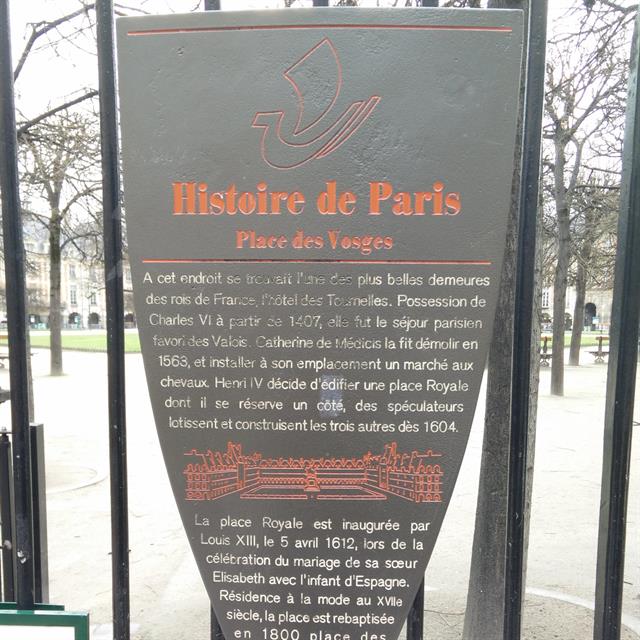 Histoire de Paris
Place des Vosges
A cet endroit se trouvait l'une des plus belles demeures
des rois de France, l'hôtel des Tournelles. Possession de
Charles VI à partir de 1407, elle fut le séjour parisien
favori des Valois. Catherine de Médicis la fit démolir en
1563, et installer à son emplacement un marché aux
chevaux. Henri IV décide d'édifier une place Royale
dont il se réserve un côté, des spéculateurs
lotissent et construisent les trois autres dès 1604.
La place Royale est inaugurée par
Louis XIII, le 5 avril 1612, lors de la
célébration du mariage de sa sœur
Elisabeth avec l'infant d'Espagne.
Résidence à la mode au XVIIe
siècle, la place est rebaptisée
en 1800 place des